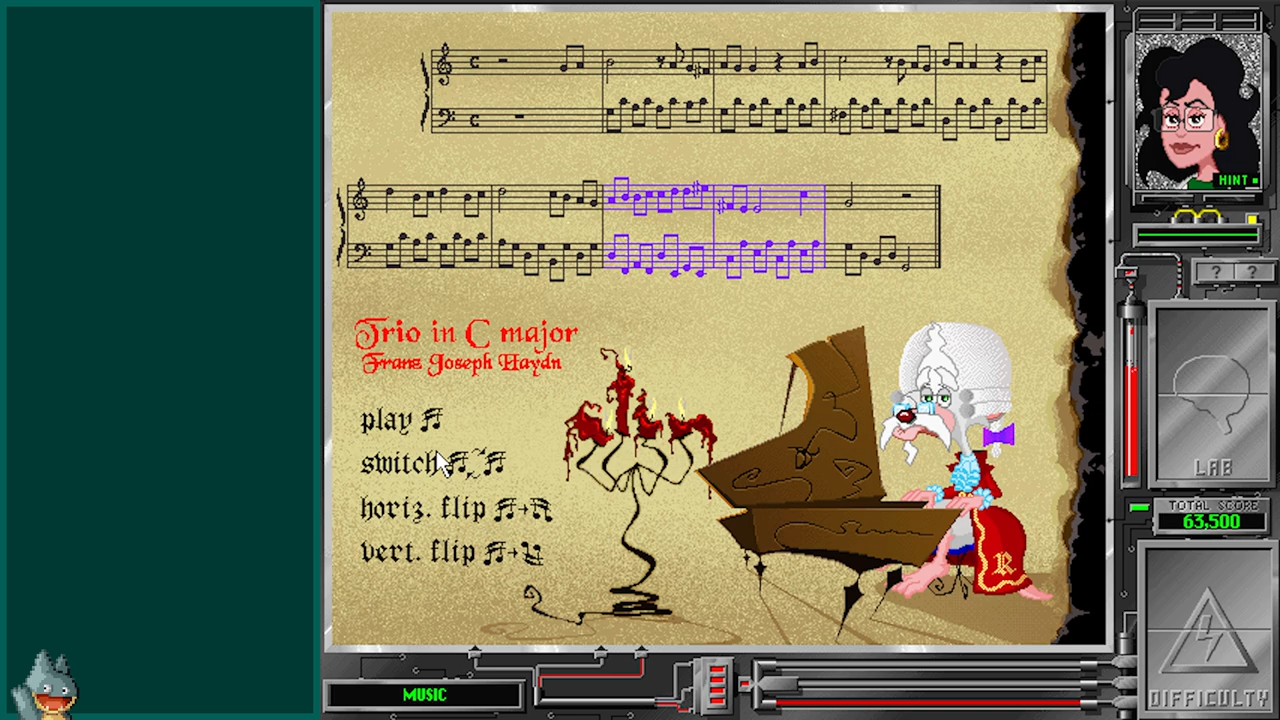 HINT
Trio in C major
Franz Joseph Haydn
play
switch
horiz. flip
vert. flip
R
? ?
LAB
TOTAL SCORE
63,500
MUSIC
DIFFICULTY